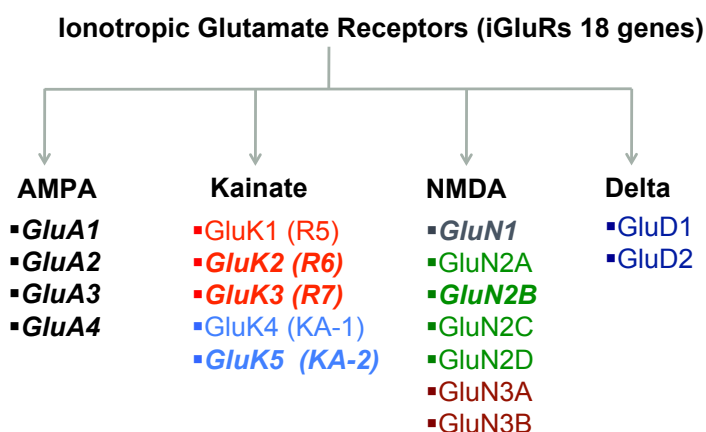 Ionotropic Glutamate Receptors (iGluRs 18 genes)
AMPA
▪GluA1
▪GluA2
▪GluA3
▪GluA4
Kainate
▪GluK1 (R5)
▪GluK2 (R6)
▪GluK3 (R7)
▪GluK4 (KA-1)
▪GluK5 (KA-2)
NMDA
▪GluN1
▪GluN2A
▪GluN2B
▪GluN2C
▪GluN2D
▪GluN3A
▪GluN3B
Delta
▪GluD1
▪GluD2